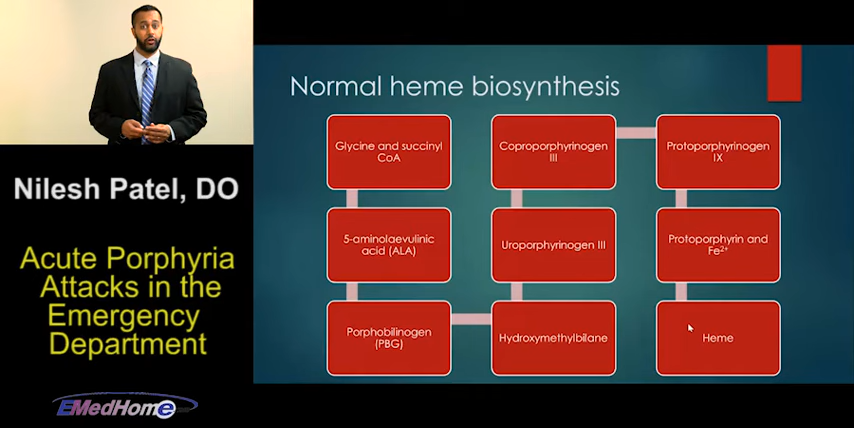 Nilesh Patel, DO
Acute Porphyria
Attacks in the
Emergency
Department
EMedHome
Normal heme biosynthesis
Glycine and succinyl
CoA
5-aminolaevulinic
acid (ALA)
Porphobilinogen
(PBG)
Hydroxymethylbilane
Uroporphyrinogen III
Coproporphyrinogen
III
Protoporphyrinogen
IX
Protoporphyrin and
Fe²⁺
Heme